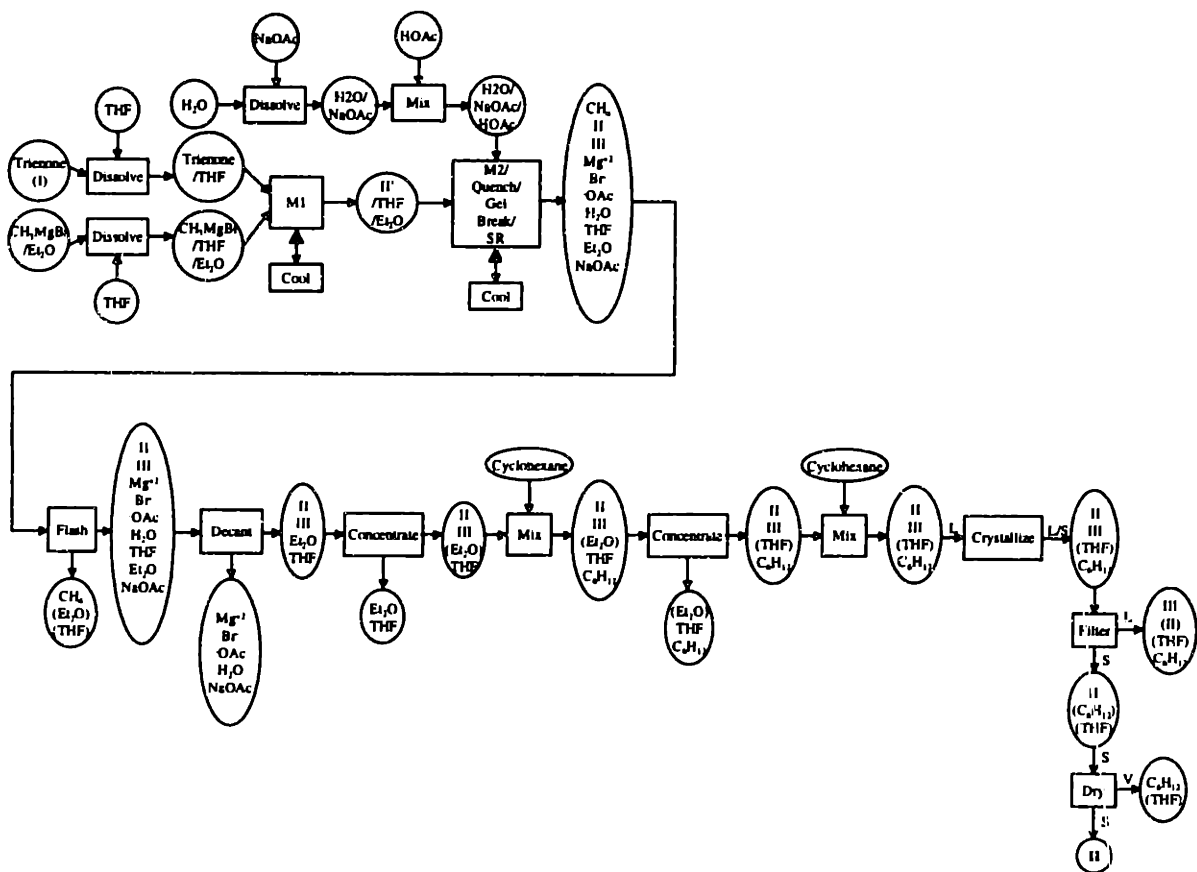 NaOAc
HOAc
H₂O
Dissolve
H2O/
NaOAc
Mix
H2O/
NaOAc/
HOAc
THF
Trienone
(I)
Dissolve
Trienone
/THF
CH₃MgBr
/Et₂O
Dissolve
CH₃MgBr
/THF
/Et₂O
THF
M1
Cool
II'
/THF
/Et₂O
M2/
Quench/
Gel
Break/
SR
Cool
CH₄
II
III
Mg⁺²
Br
-OAc
H₂O
THF
Et₂O
NaOAc
Flash
CH₄
(Et₂O)
(THF)
II
III
Mg⁺²
Br
OAc
H₂O
THF
Et₂O
NaOAc
Decant
Mg⁺²
Br
-OAc
H₂O
NaOAc
II
III
Et₂O
THF
Concentrate
Et₂O
THF
II
III
(Et₂O)
THF
Cyclohexane
Mix
II
III
(Et₂O)
THF
C₆H₁₂
Concentrate
(Et₂O)
THF
C₆H₁₂
II
III
(THF)
C₆H₁₂
Cyclohexane
Mix
II
III
(THF)
C₆H₁₂
L
Crystallize
L/S
II
III
(THF)
C₆H₁₂
Filter
L
III
(II)
(THF)
C₆H₁₂
S
II
(C₆H₁₂)
(THF)
S
Dry
V
C₆H₁₂
(THF)
S
II